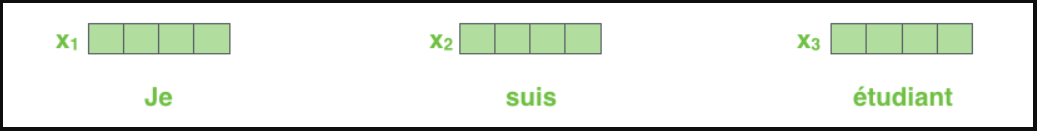 x₁ x₂ x₃
Je suis étudiant